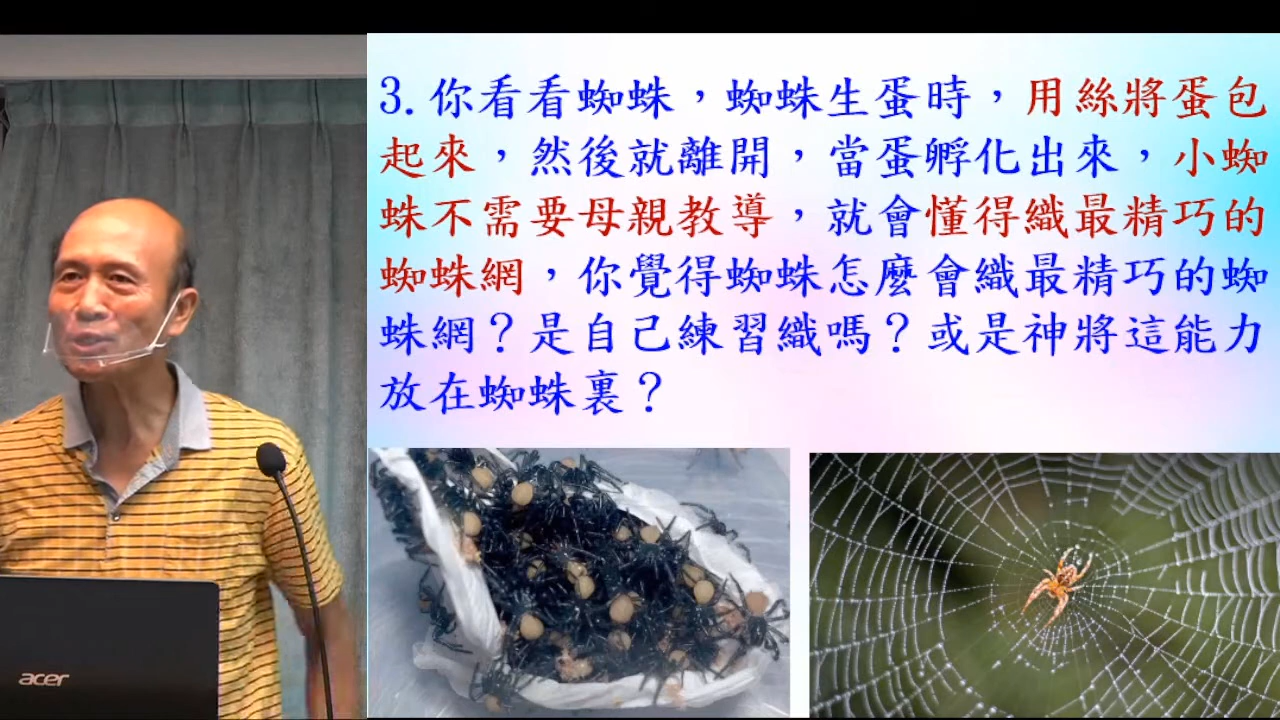 3.你看看蜘蛛，蜘蛛生蛋時，用絲將蛋包
起來，然後就離開，當蛋孵化出來，小蜘
蛛不需要母親教導，就會懂得織最精巧的
蜘蛛網，你覺得蜘蛛怎麼會織最精巧的蜘
蛛網？是自己練習織嗎？或是神將這能力
放在蜘蛛裏？
acer